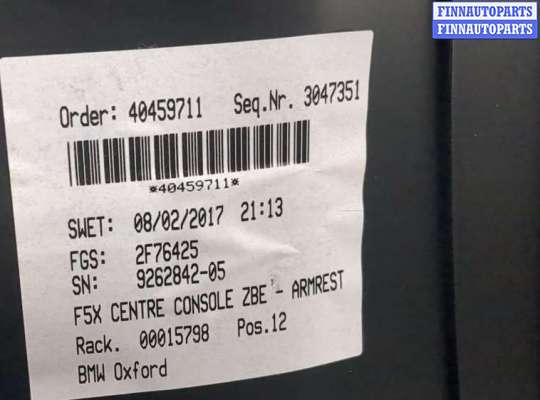 FINNAUTOPARTS
FINNAUTOPARTS
Order: 40459711 Seq.Nr. 3047351
*40459711*
SWET: 08/02/2017 21:13
FGS: 2F76425
SN: 9262842-05
F5X CENTRE CONSOLE ZBE - ARMREST
Rack. 00015798 Pos.12
BMW Oxford